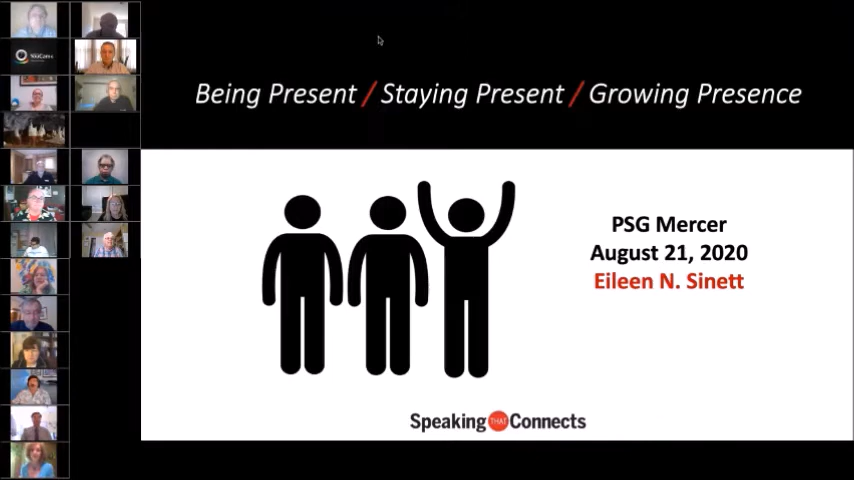 Being Present / Staying Present / Growing Presence
PSG Mercer
August 21, 2020
Eileen N. Sinett
Speaking THAT Connects